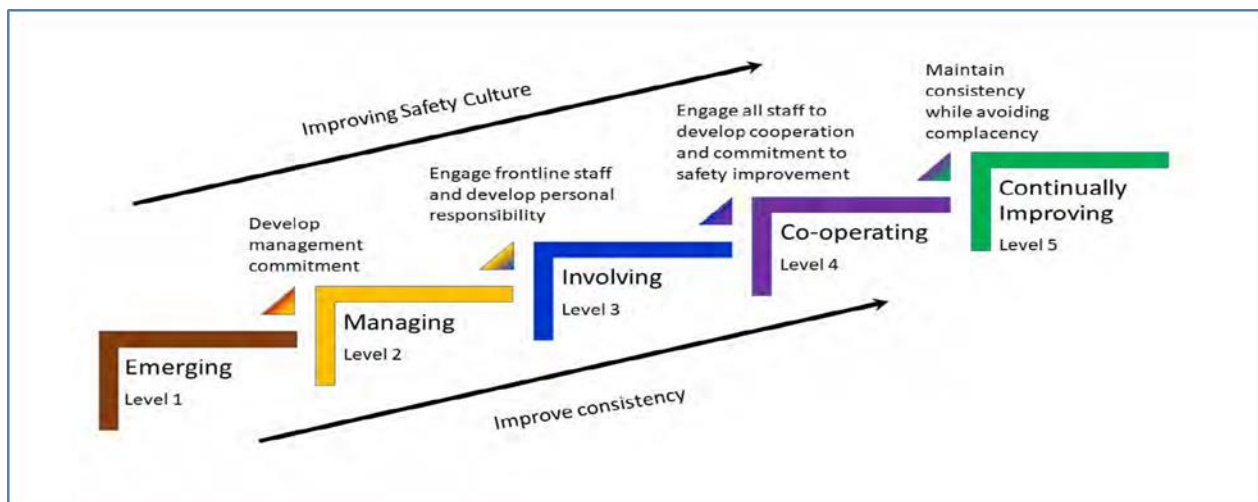 Improving Safety Culture
Develop
management
commitment
Engage frontline staff
and develop personal
responsibility
Engage all staff to
develop cooperation
and commitment to
safety improvement
Maintain
consistency
while avoiding
complacency
Emerging
Level 1
Managing
Level 2
Involving
Level 3
Co-operating
Level 4
Continually
Improving
Level 5
Improve consistency